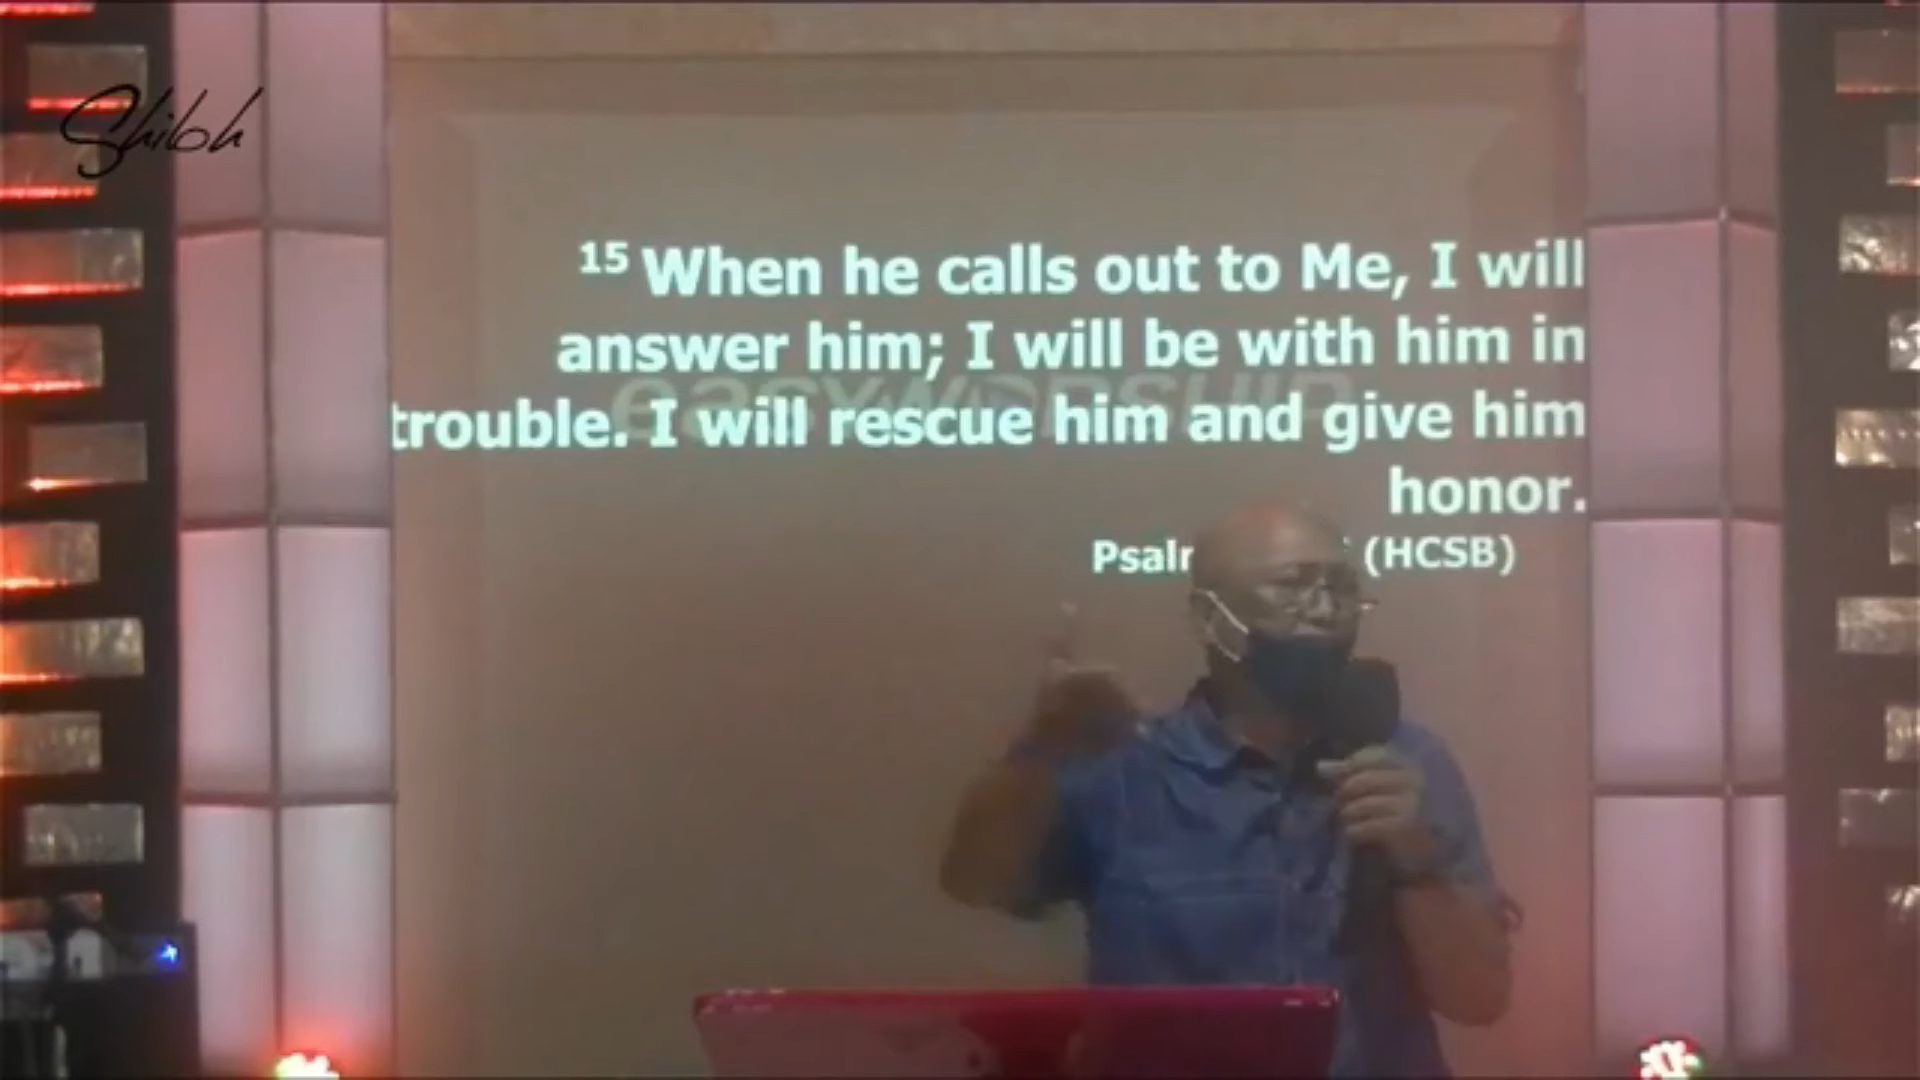 Shiloh
15 When he calls out to Me, I will
answer him; I will be with him in
trouble. I will rescue him and give him
honor.
easyworship
(HCSB)